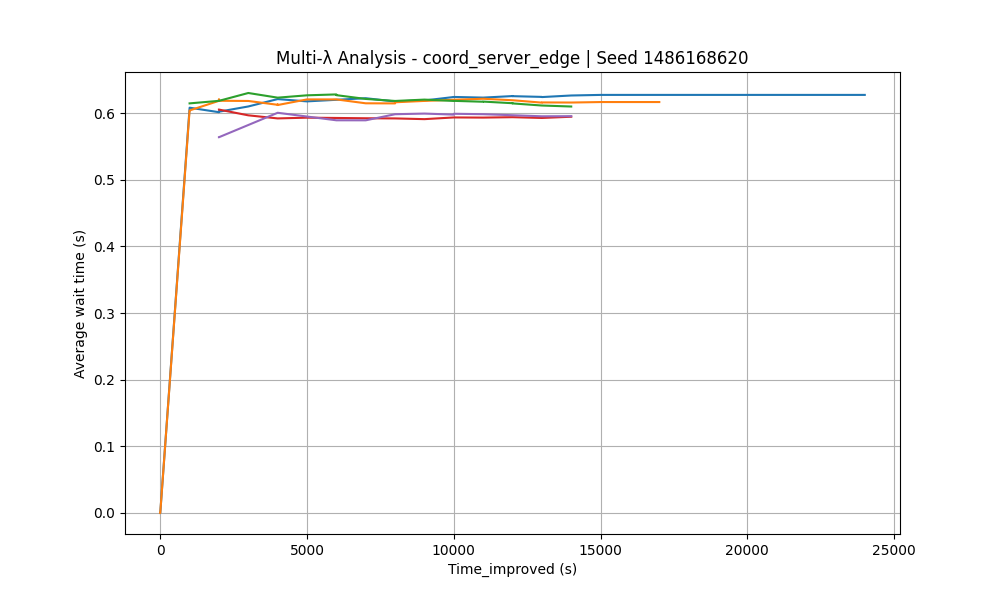 Multi-λ Analysis - coord_server_edge | Seed 1486168620
Average wait time (s)
0.6
0.5
0.4
0.3
0.2
0.1
0.0
0 5000 10000 15000 20000 25000
Time_improved (s)